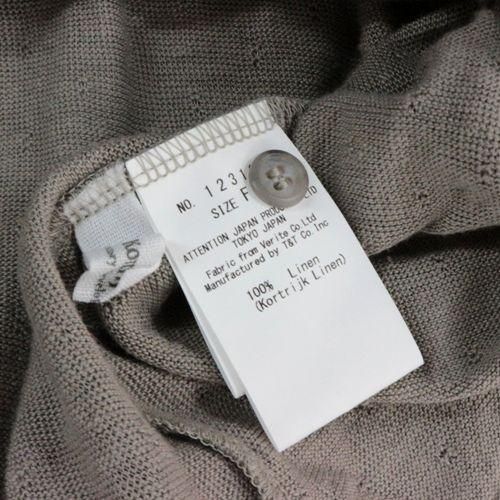 NO. 1231
SIZE F
ATTENTION JAPAN LTD
TOKYO JAPAN
Fabric from Verite Co Ltd
Manufactured by T&T Co. Inc
100% Linen
(Kortrijk Linen)